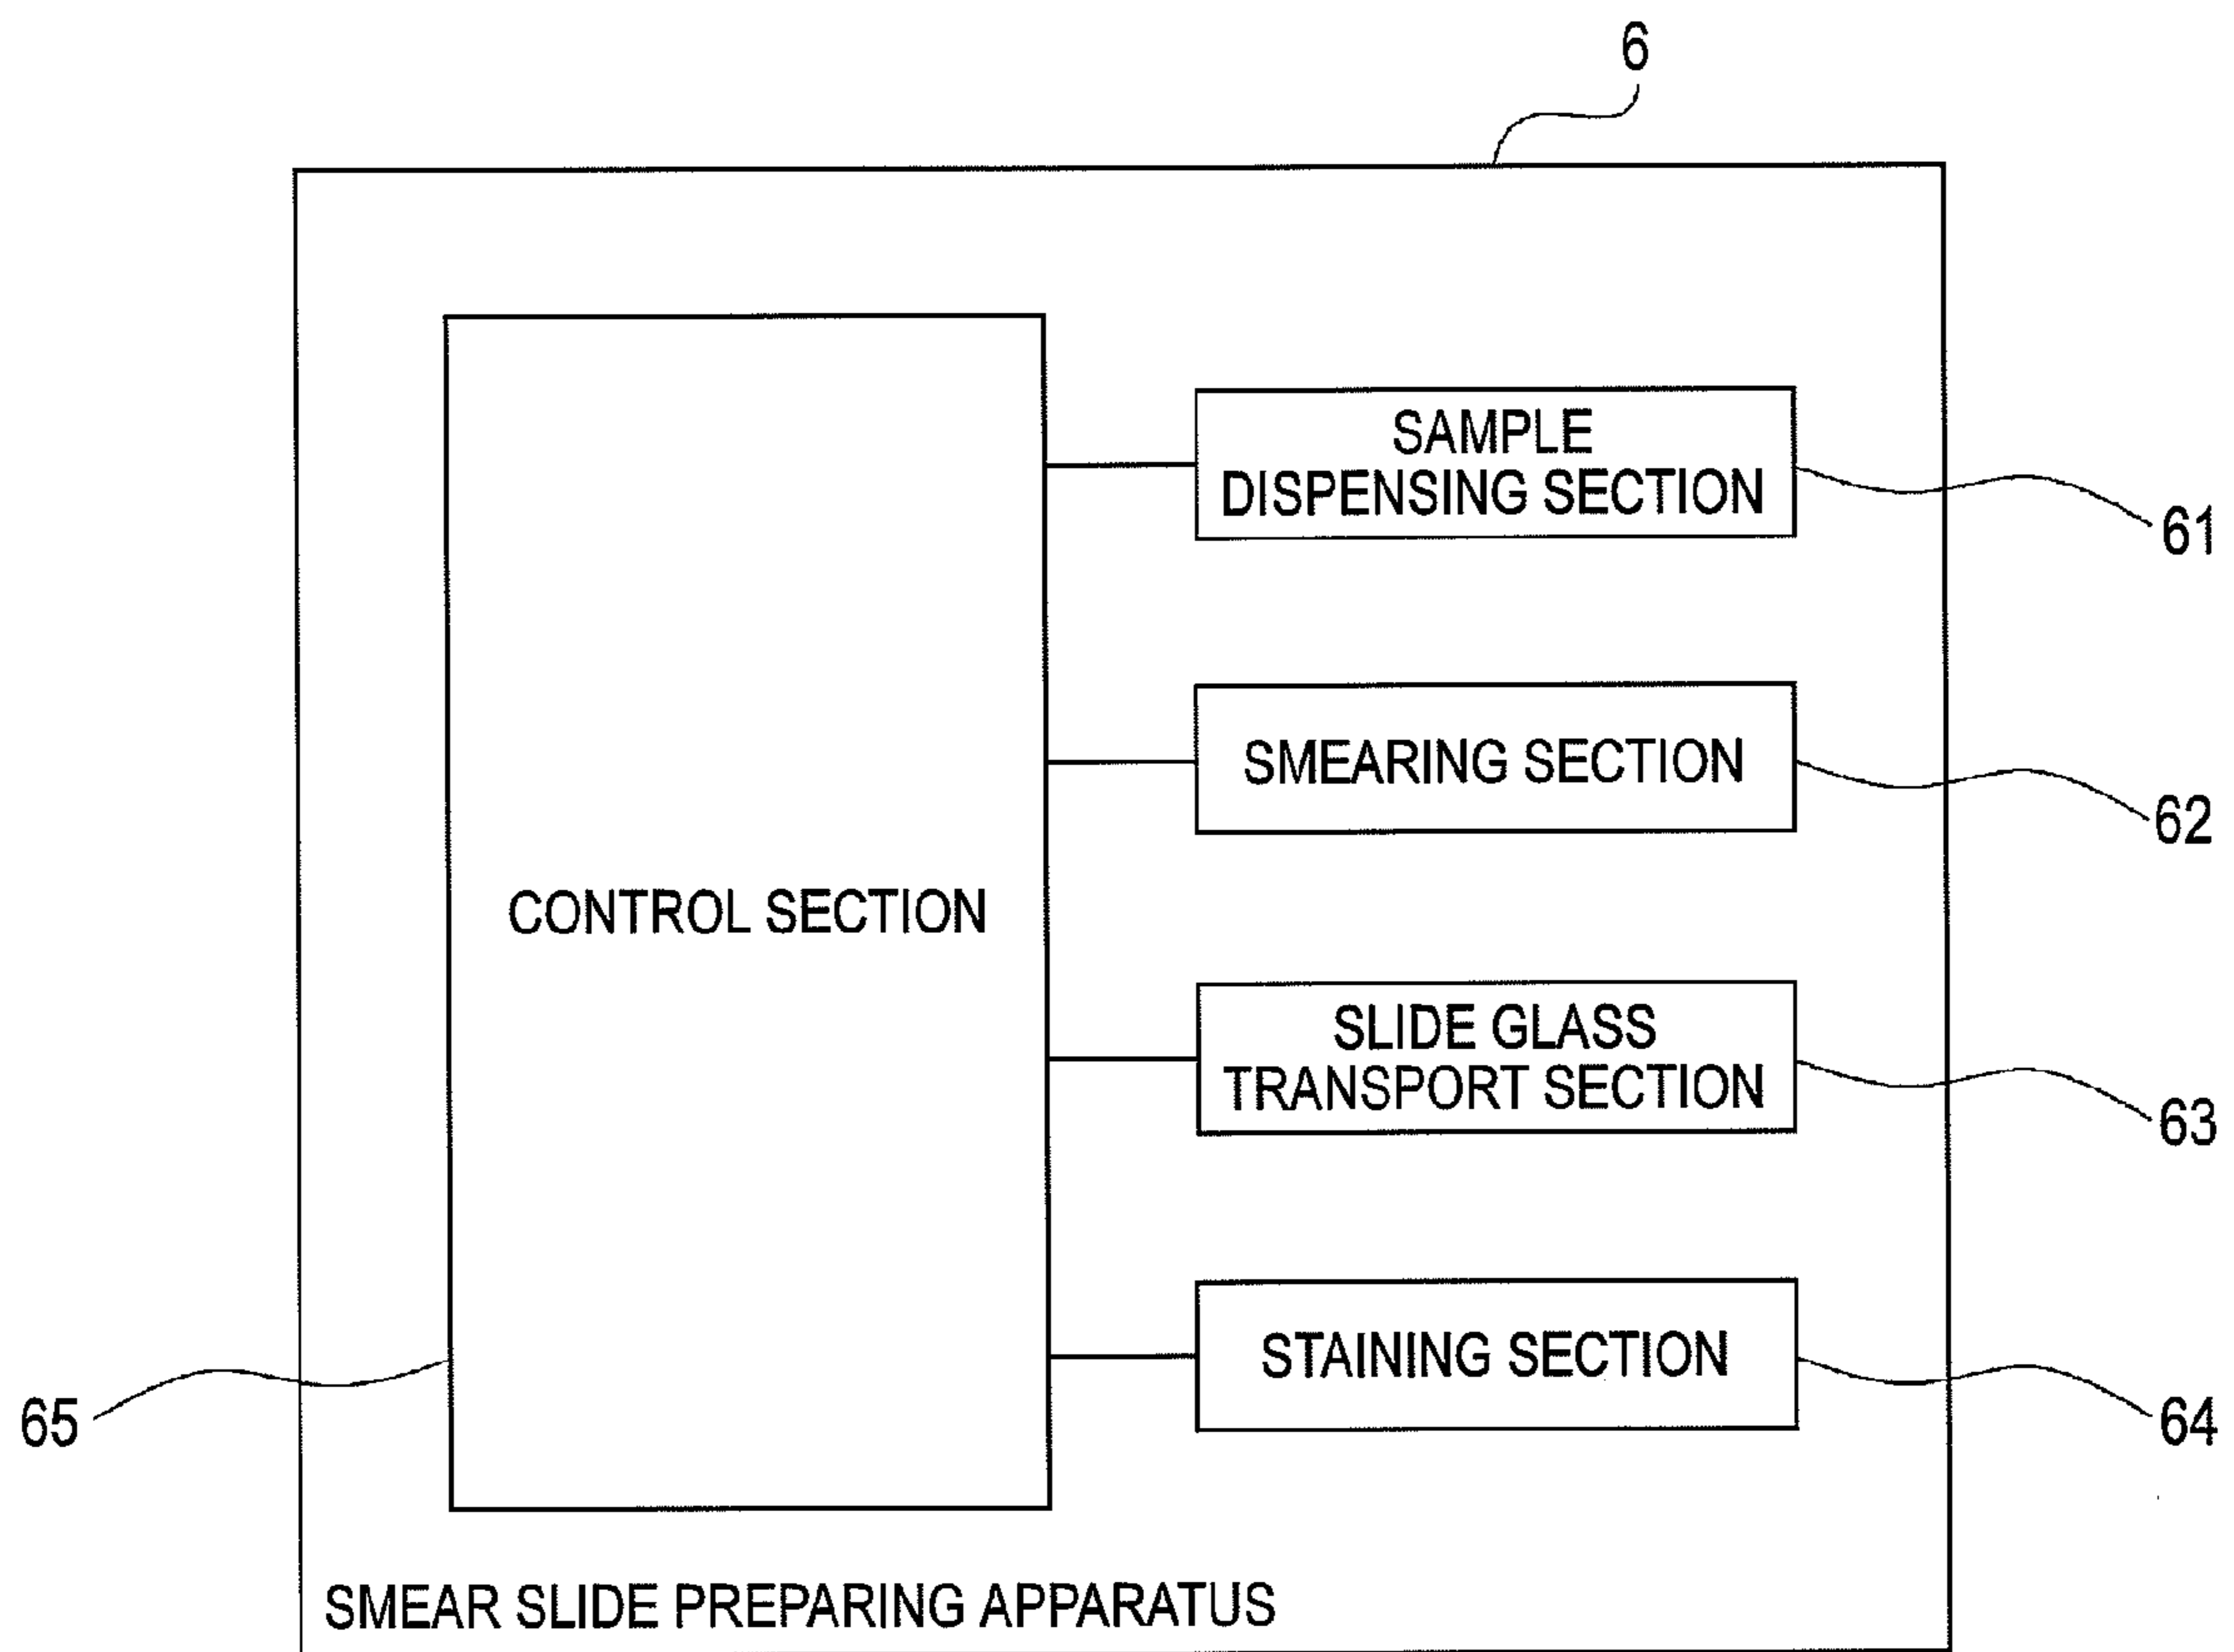 6
SAMPLE
DISPENSING SECTION
61
SMEARING SECTION
62
CONTROL SECTION
SLIDE GLASS
TRANSPORT SECTION
63
STAINING SECTION
64
65
SMEAR SLIDE PREPARING APPARATUS